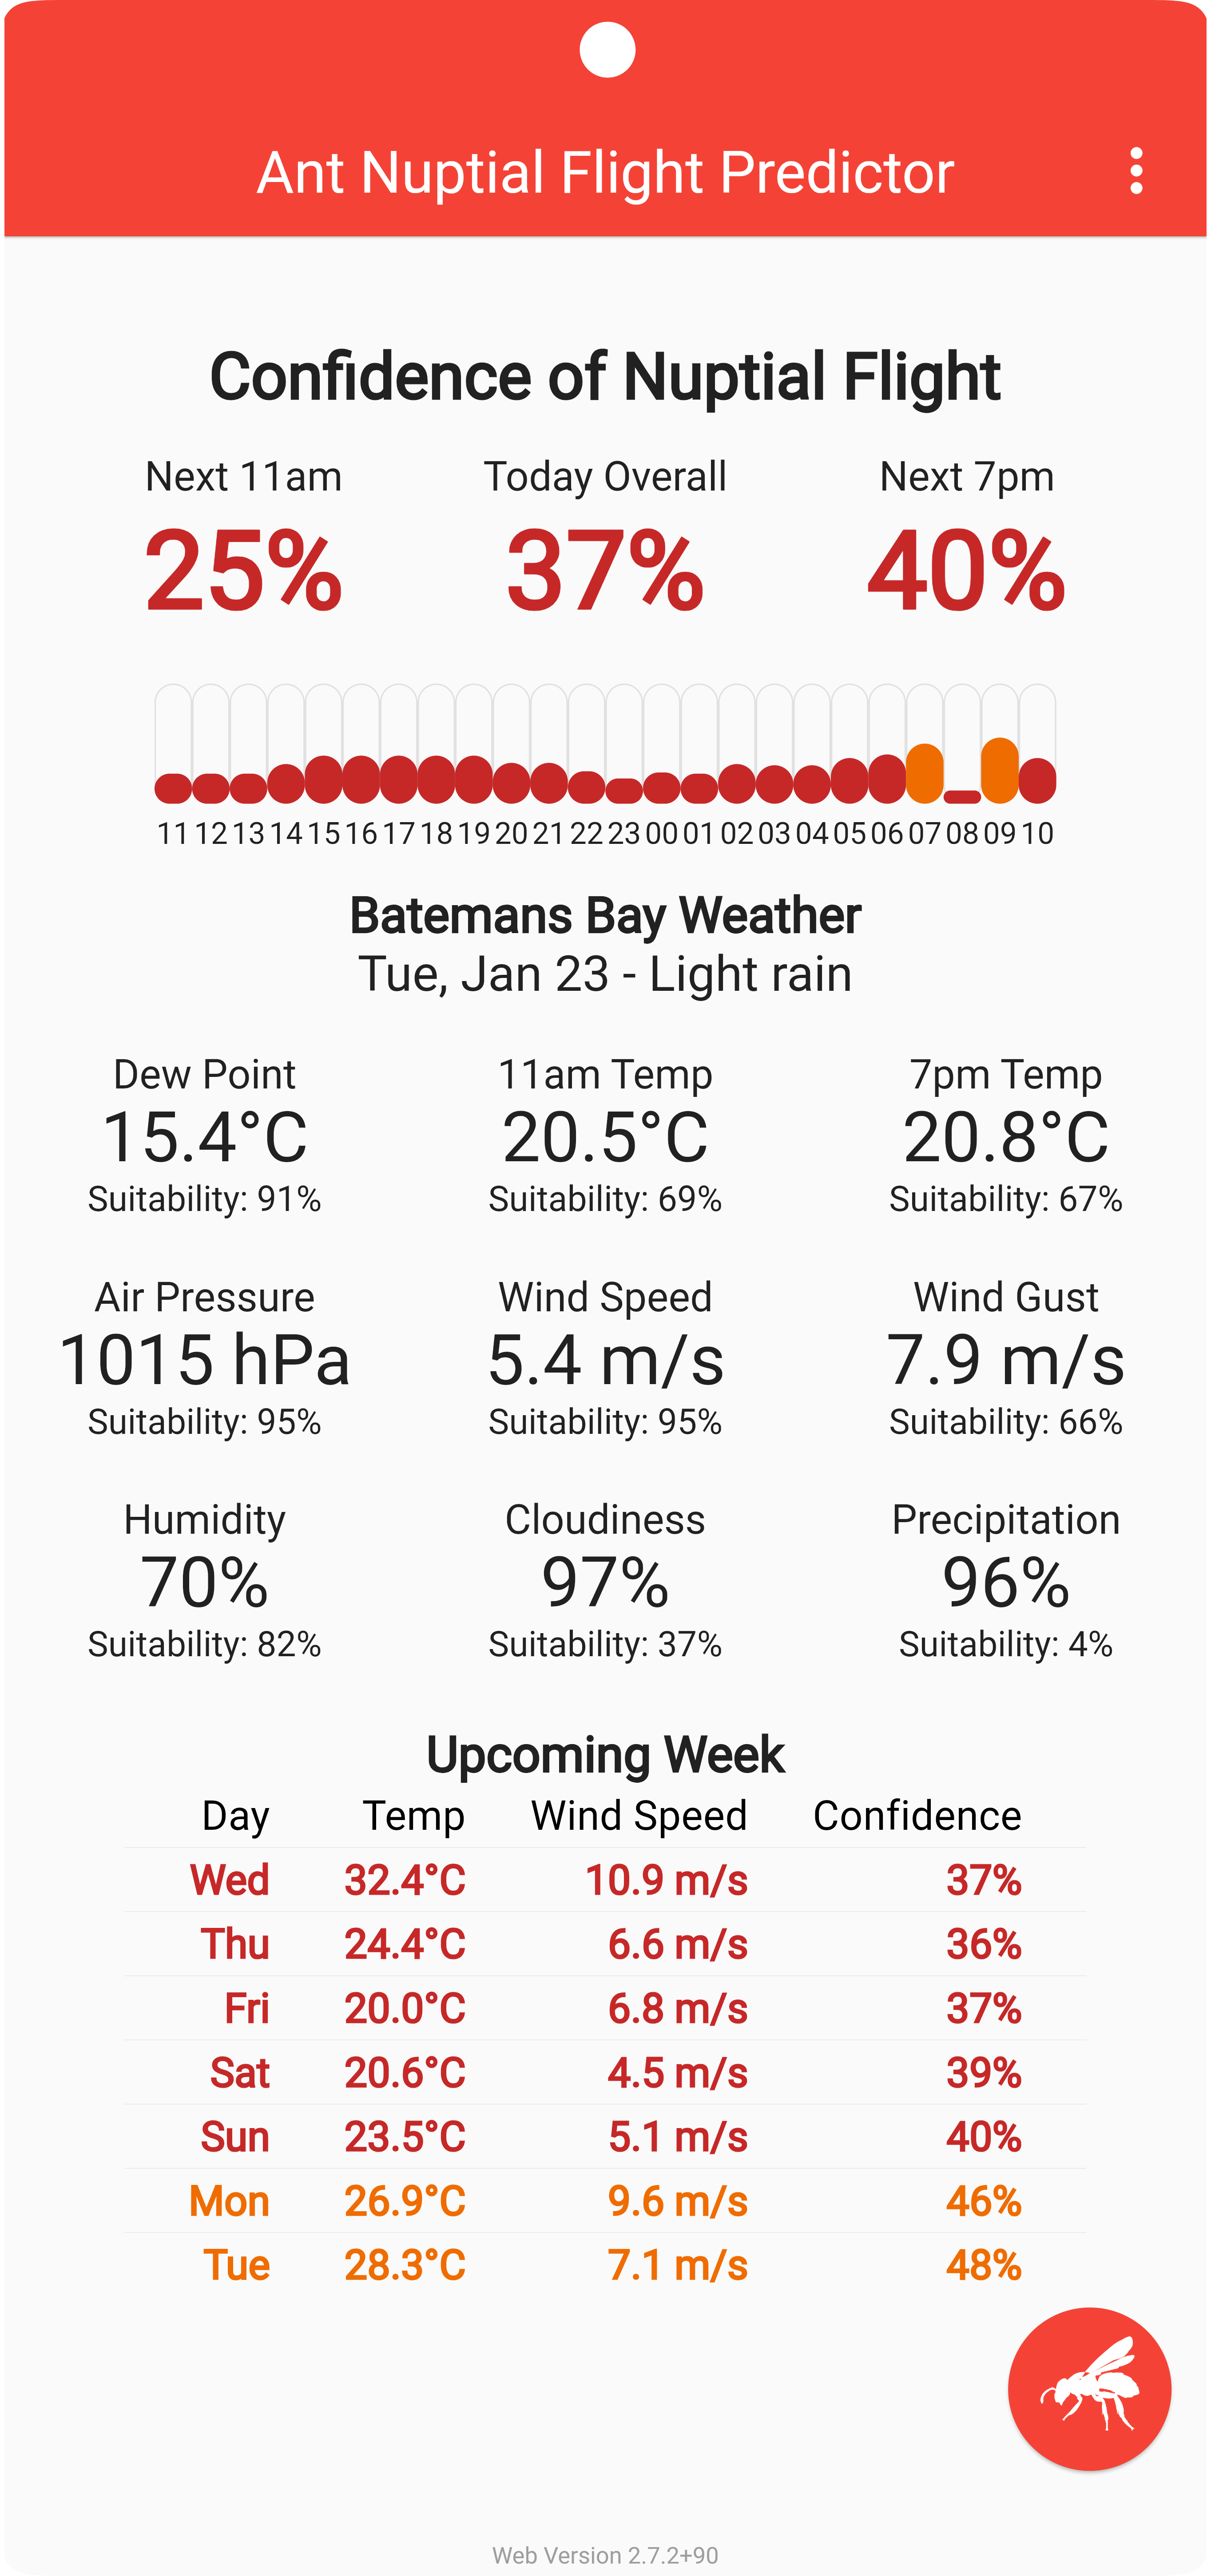 Ant Nuptial Flight Predictor
Confidence of Nuptial Flight
Next 11am Today Overall Next 7pm
25% 37% 40%
11 12 13 14 15 16 17 18 19 20 21 22 23 00 01 02 03 04 05 06 07 08 09 10
Batemans Bay Weather
Tue, Jan 23 - Light rain
Dew Point 11am Temp 7pm Temp
15.4°C 20.5°C 20.8°C
Suitability: 91% Suitability: 69% Suitability: 67%
Air Pressure Wind Speed Wind Gust
1015 hPa 5.4 m/s 7.9 m/s
Suitability: 95% Suitability: 95% Suitability: 66%
Humidity Cloudiness Precipitation
70% 97% 96%
Suitability: 82% Suitability: 37% Suitability: 4%
Upcoming Week
Day Temp Wind Speed Confidence
Wed 32.4°C 10.9 m/s 37%
Thu 24.4°C 6.6 m/s 36%
Fri 20.0°C 6.8 m/s 37%
Sat 20.6°C 4.5 m/s 39%
Sun 23.5°C 5.1 m/s 40%
Mon 26.9°C 9.6 m/s 46%
Tue 28.3°C 7.1 m/s 48%
Web Version 2.7.2+90